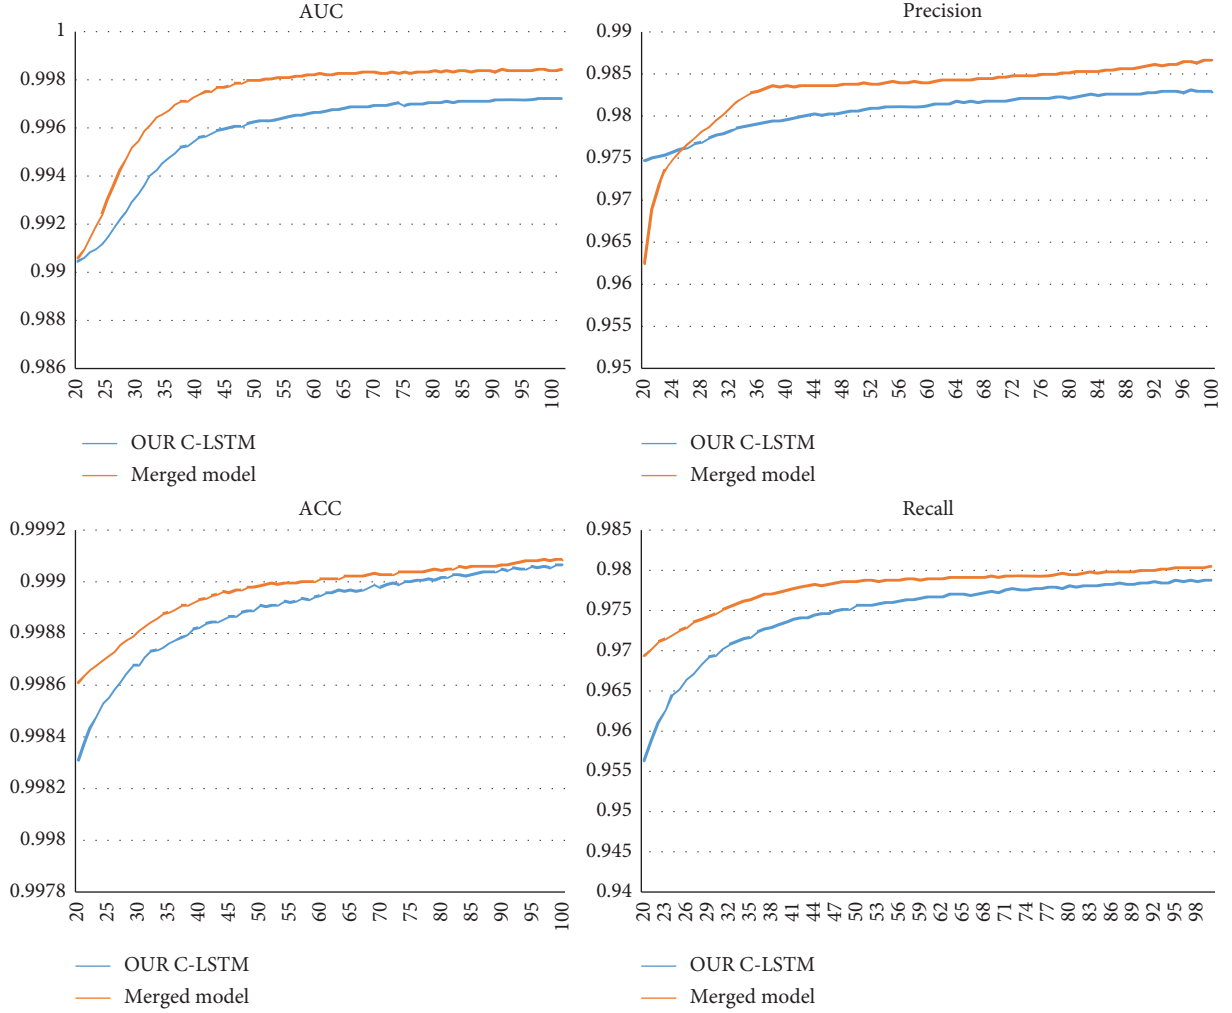 AUC
1
0.998
0.996
0.994
0.992
0.99
0.988
0.986
20 25 30 35 40 45 50 55 60 65 70 75 80 85 90 95 100
OUR C-LSTM
Merged model
Precision
0.99
0.985
0.98
0.975
0.97
0.965
0.96
0.955
0.95
20 24 28 32 36 40 44 48 52 56 60 64 68 72 76 80 84 88 92 96 100
OUR C-LSTM
Merged model
ACC
0.9992
0.999
0.9988
0.9986
0.9984
0.9982
0.998
0.9978
20 25 30 35 40 45 50 55 60 65 70 75 80 85 90 95 100
OUR C-LSTM
Merged model
Recall
0.985
0.98
0.975
0.97
0.965
0.96
0.955
0.95
0.945
0.94
20 23 26 29 32 35 38 41 44 47 50 53 56 59 62 65 68 71 74 77 80 83 86 89 92 95 98
OUR C-LSTM
Merged model